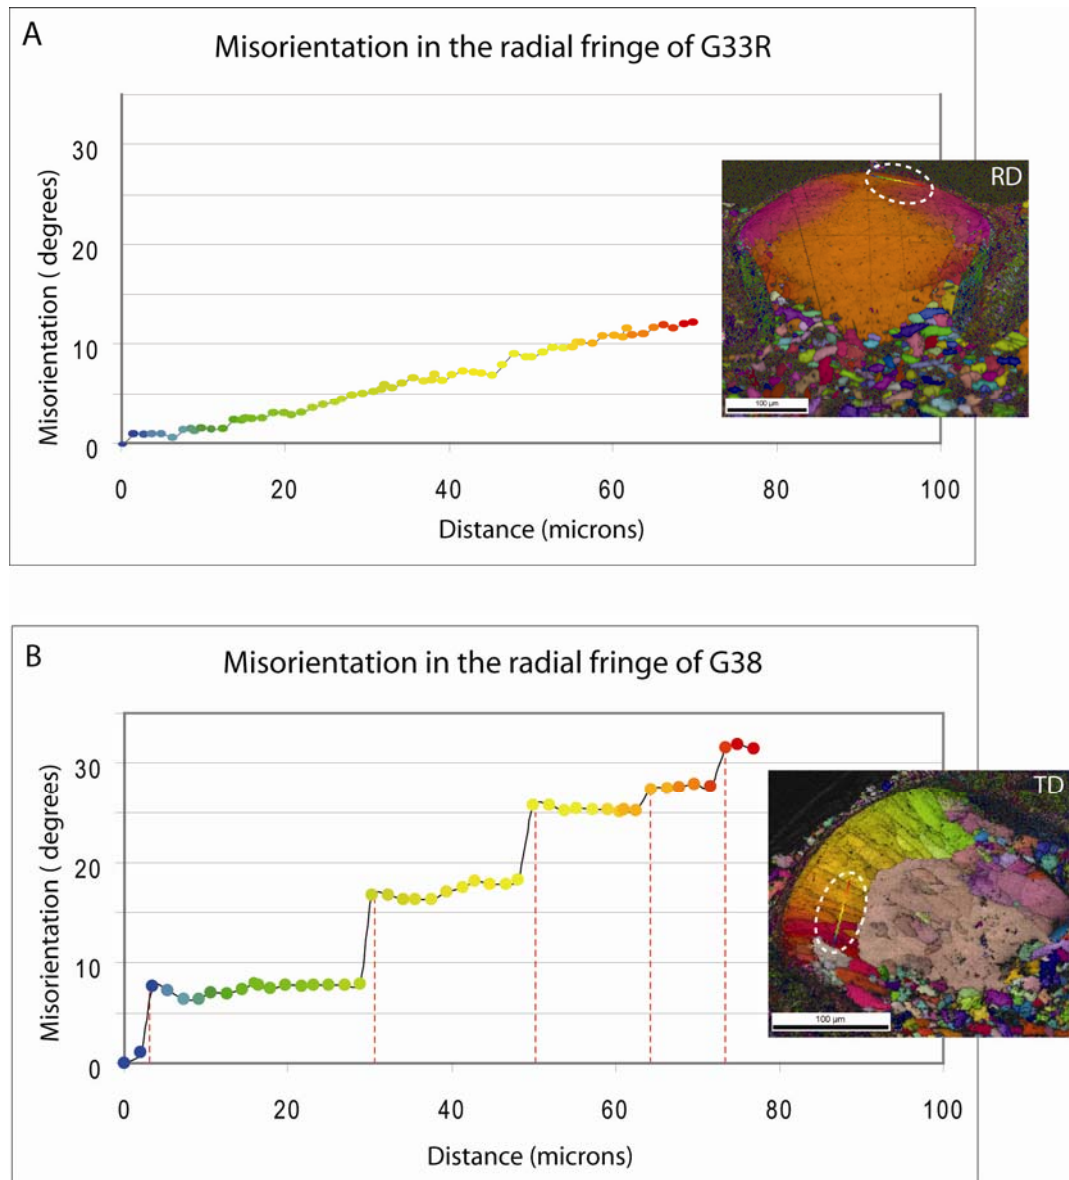 A
Misorientation in the radial fringe of G33R
30
20
10
0
Misorientation ( degrees)
0 20 40 60 80 100
Distance (microns)
RD
100 µm
B
Misorientation in the radial fringe of G38
30
20
10
0
Misorientation ( degrees)
0 20 40 60 80 100
Distance (microns)
TD
100 µm